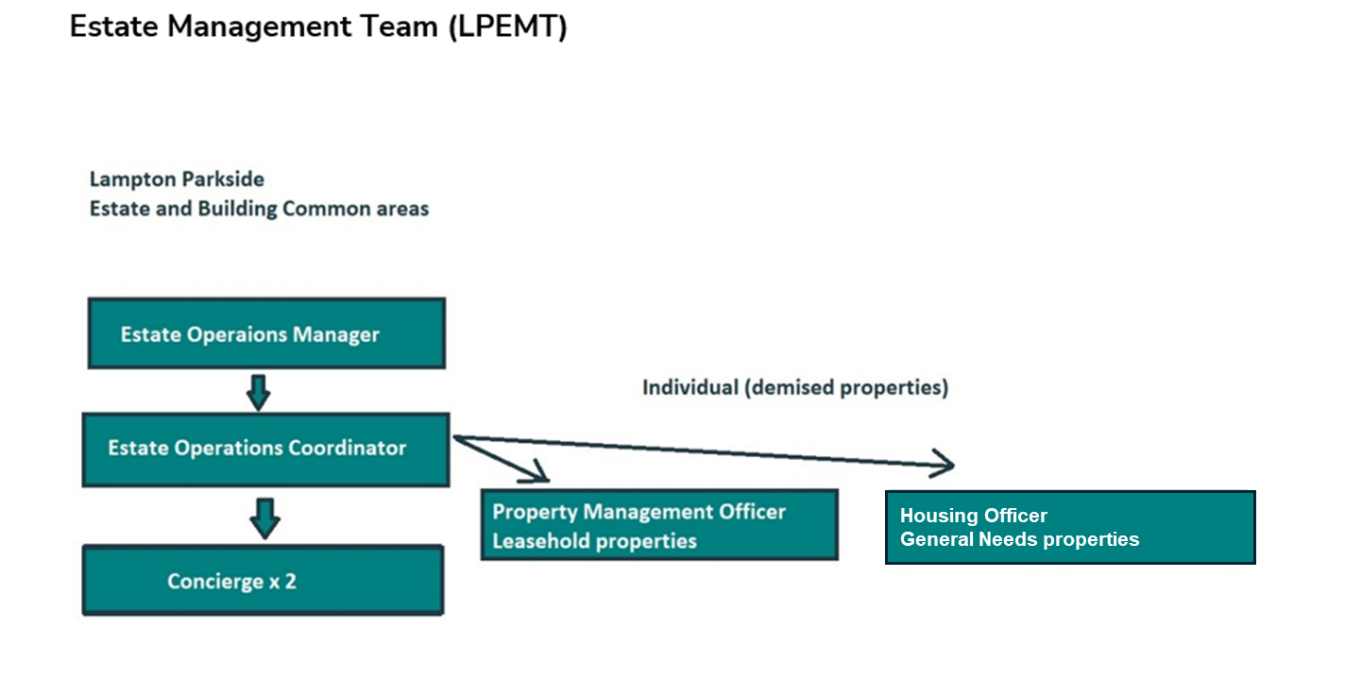 Estate Management Team (LPEMT)
Lampton Parkside
Estate and Building Common areas
Estate Operaions Manager
Individual (demised properties)
Estate Operations Coordinator
Property Management Officer
Leasehold properties
Housing Officer
General Needs properties
Concierge x 2